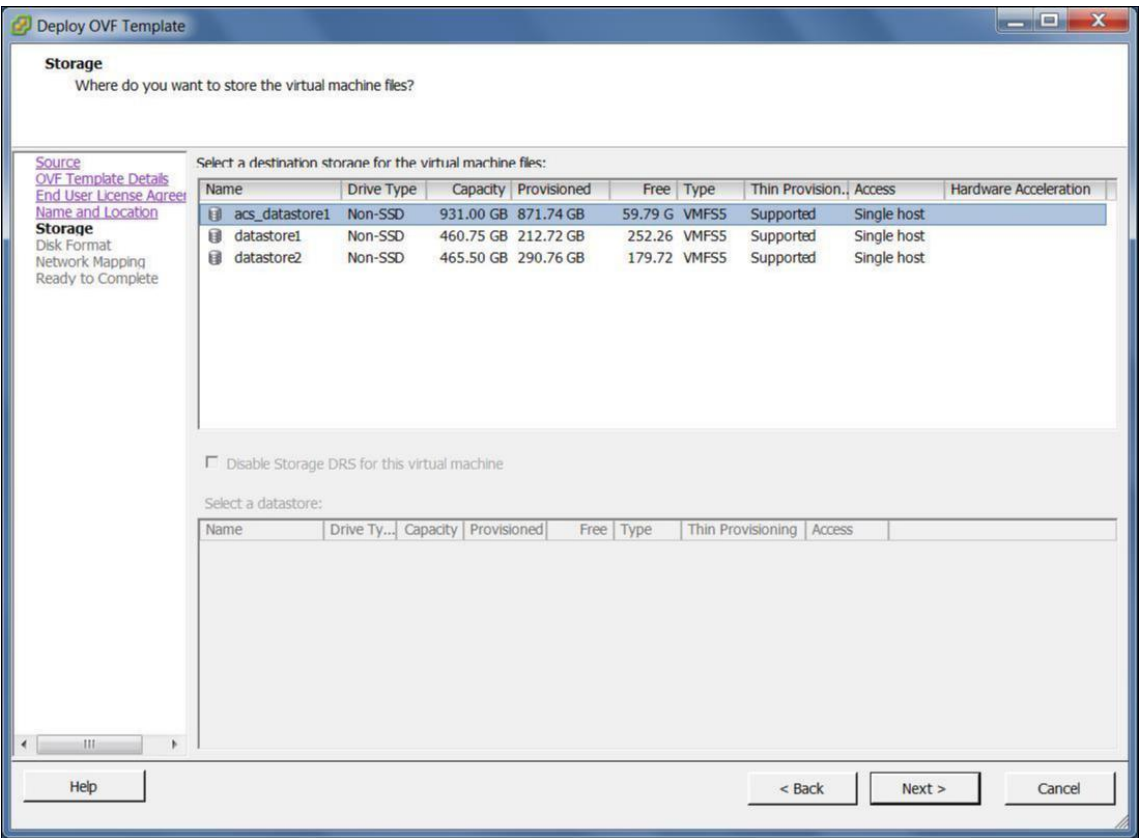 Deploy OVF Template
Storage
Where do you want to store the virtual machine files?
Source
OVF Template Details
End User License Agreer
Name and Location
Storage
Disk Format
Network Mapping
Ready to Complete
Select a destination storage for the virtual machine files:
Name Drive Type Capacity Provisioned Free Type Thin Provision.. Access Hardware Acceleration
acs_datastore1 Non-SSD 931.00 GB 871.74 GB 59.79 G VMFS5 Supported Single host
datastore1 Non-SSD 460.75 GB 212.72 GB 252.26 VMFS5 Supported Single host
datastore2 Non-SSD 465.50 GB 290.76 GB 179.72 VMFS5 Supported Single host
Disable Storage DRS for this virtual machine
Select a datastore:
Name Drive Ty... Capacity Provisioned Free Type Thin Provisioning Access
Help
< Back
Next >
Cancel